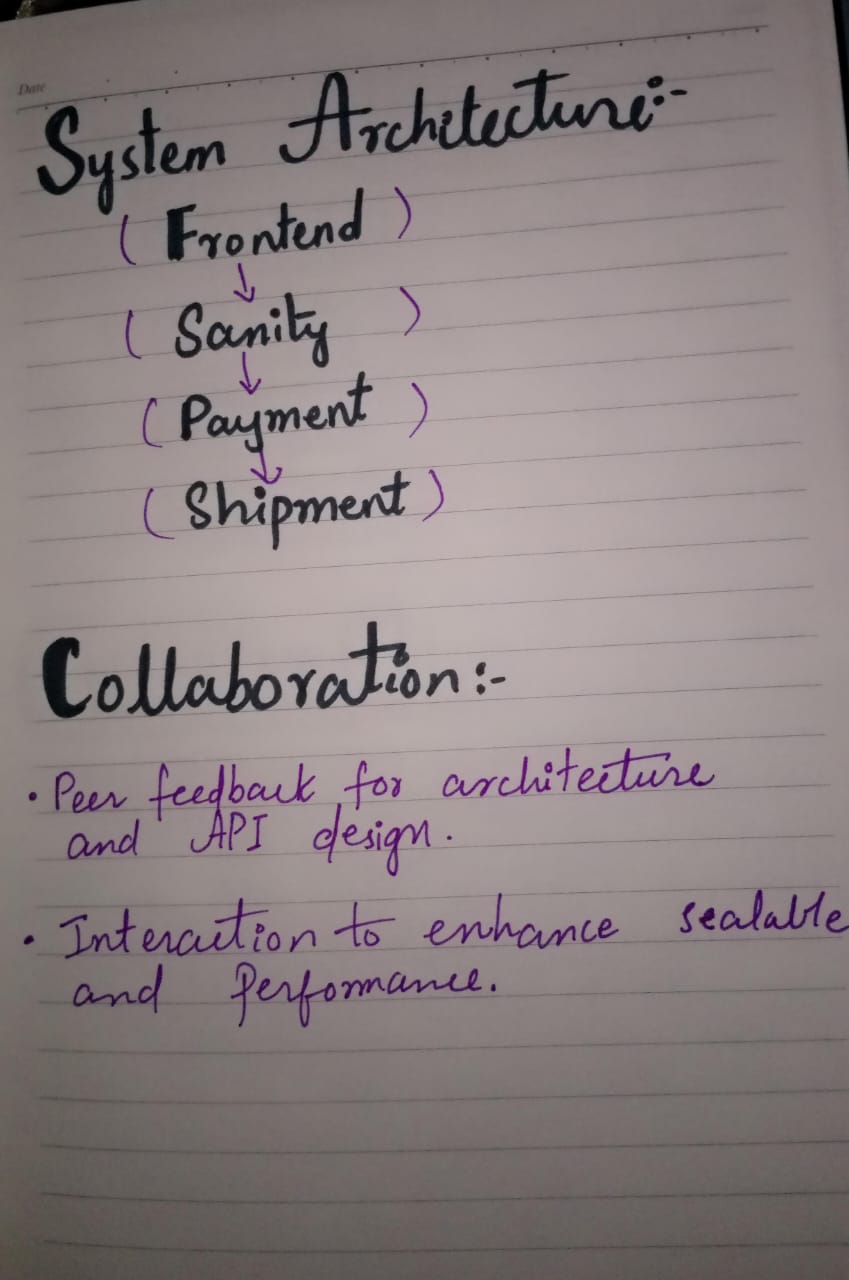 Date
System Architecture:-
( Frontend )
↓
( Sanity )
↓
( Payment )
↓
( Shipment )
Collaboration:-
• Peer feedback for architecture
and API design.
• Interaction to enhance scalable
and Performance.